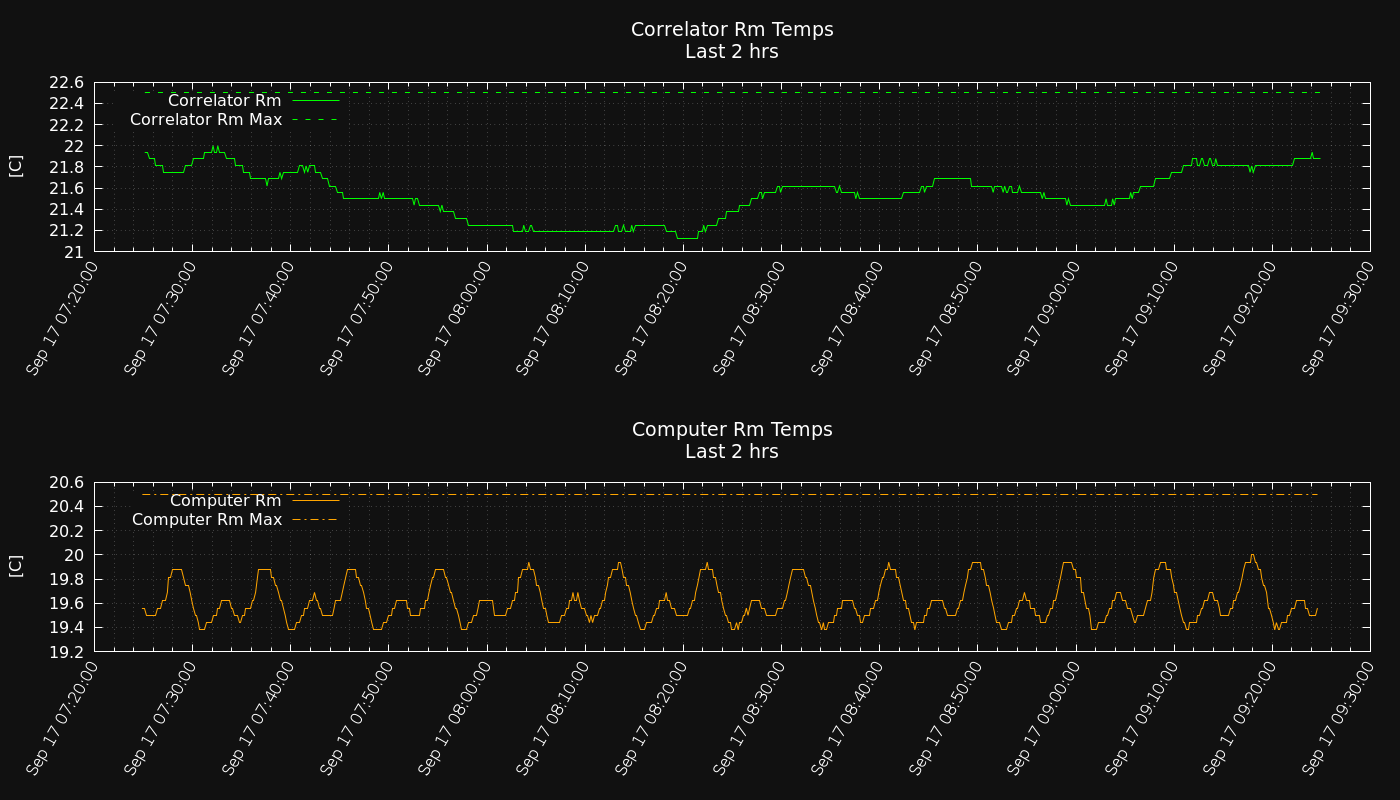 Correlator Rm Temps
Last 2 hrs
[C]
22.6
22.4
22.2
22
21.8
21.6
21.4
21.2
21
Correlator Rm
Correlator Rm Max
Sep 17 07:20:00
Sep 17 07:30:00
Sep 17 07:40:00
Sep 17 07:50:00
Sep 17 08:00:00
Sep 17 08:10:00
Sep 17 08:20:00
Sep 17 08:30:00
Sep 17 08:40:00
Sep 17 08:50:00
Sep 17 09:00:00
Sep 17 09:10:00
Sep 17 09:20:00
Sep 17 09:30:00
Computer Rm Temps
Last 2 hrs
[C]
20.6
20.4
20.2
20
19.8
19.6
19.4
19.2
Computer Rm
Computer Rm Max
Sep 17 07:20:00
Sep 17 07:30:00
Sep 17 07:40:00
Sep 17 07:50:00
Sep 17 08:00:00
Sep 17 08:10:00
Sep 17 08:20:00
Sep 17 08:30:00
Sep 17 08:40:00
Sep 17 08:50:00
Sep 17 09:00:00
Sep 17 09:10:00
Sep 17 09:20:00
Sep 17 09:30:00